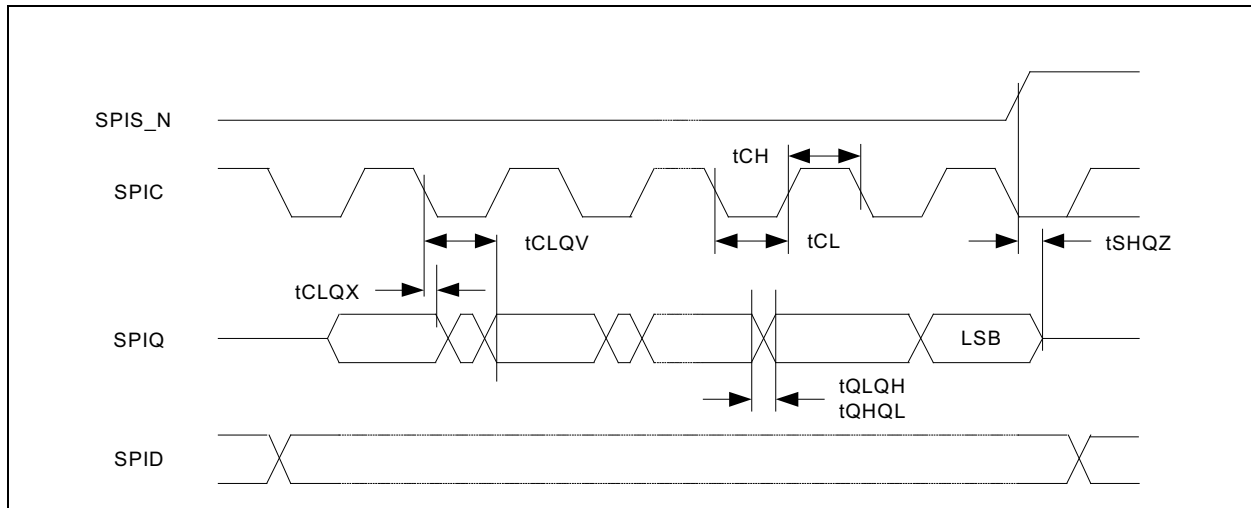 SPIS_N
tCH
SPIC
tCLQV
tCL
tSHQZ
tCLQX
SPIQ
LSB
tQLQH
tQHQL
SPID